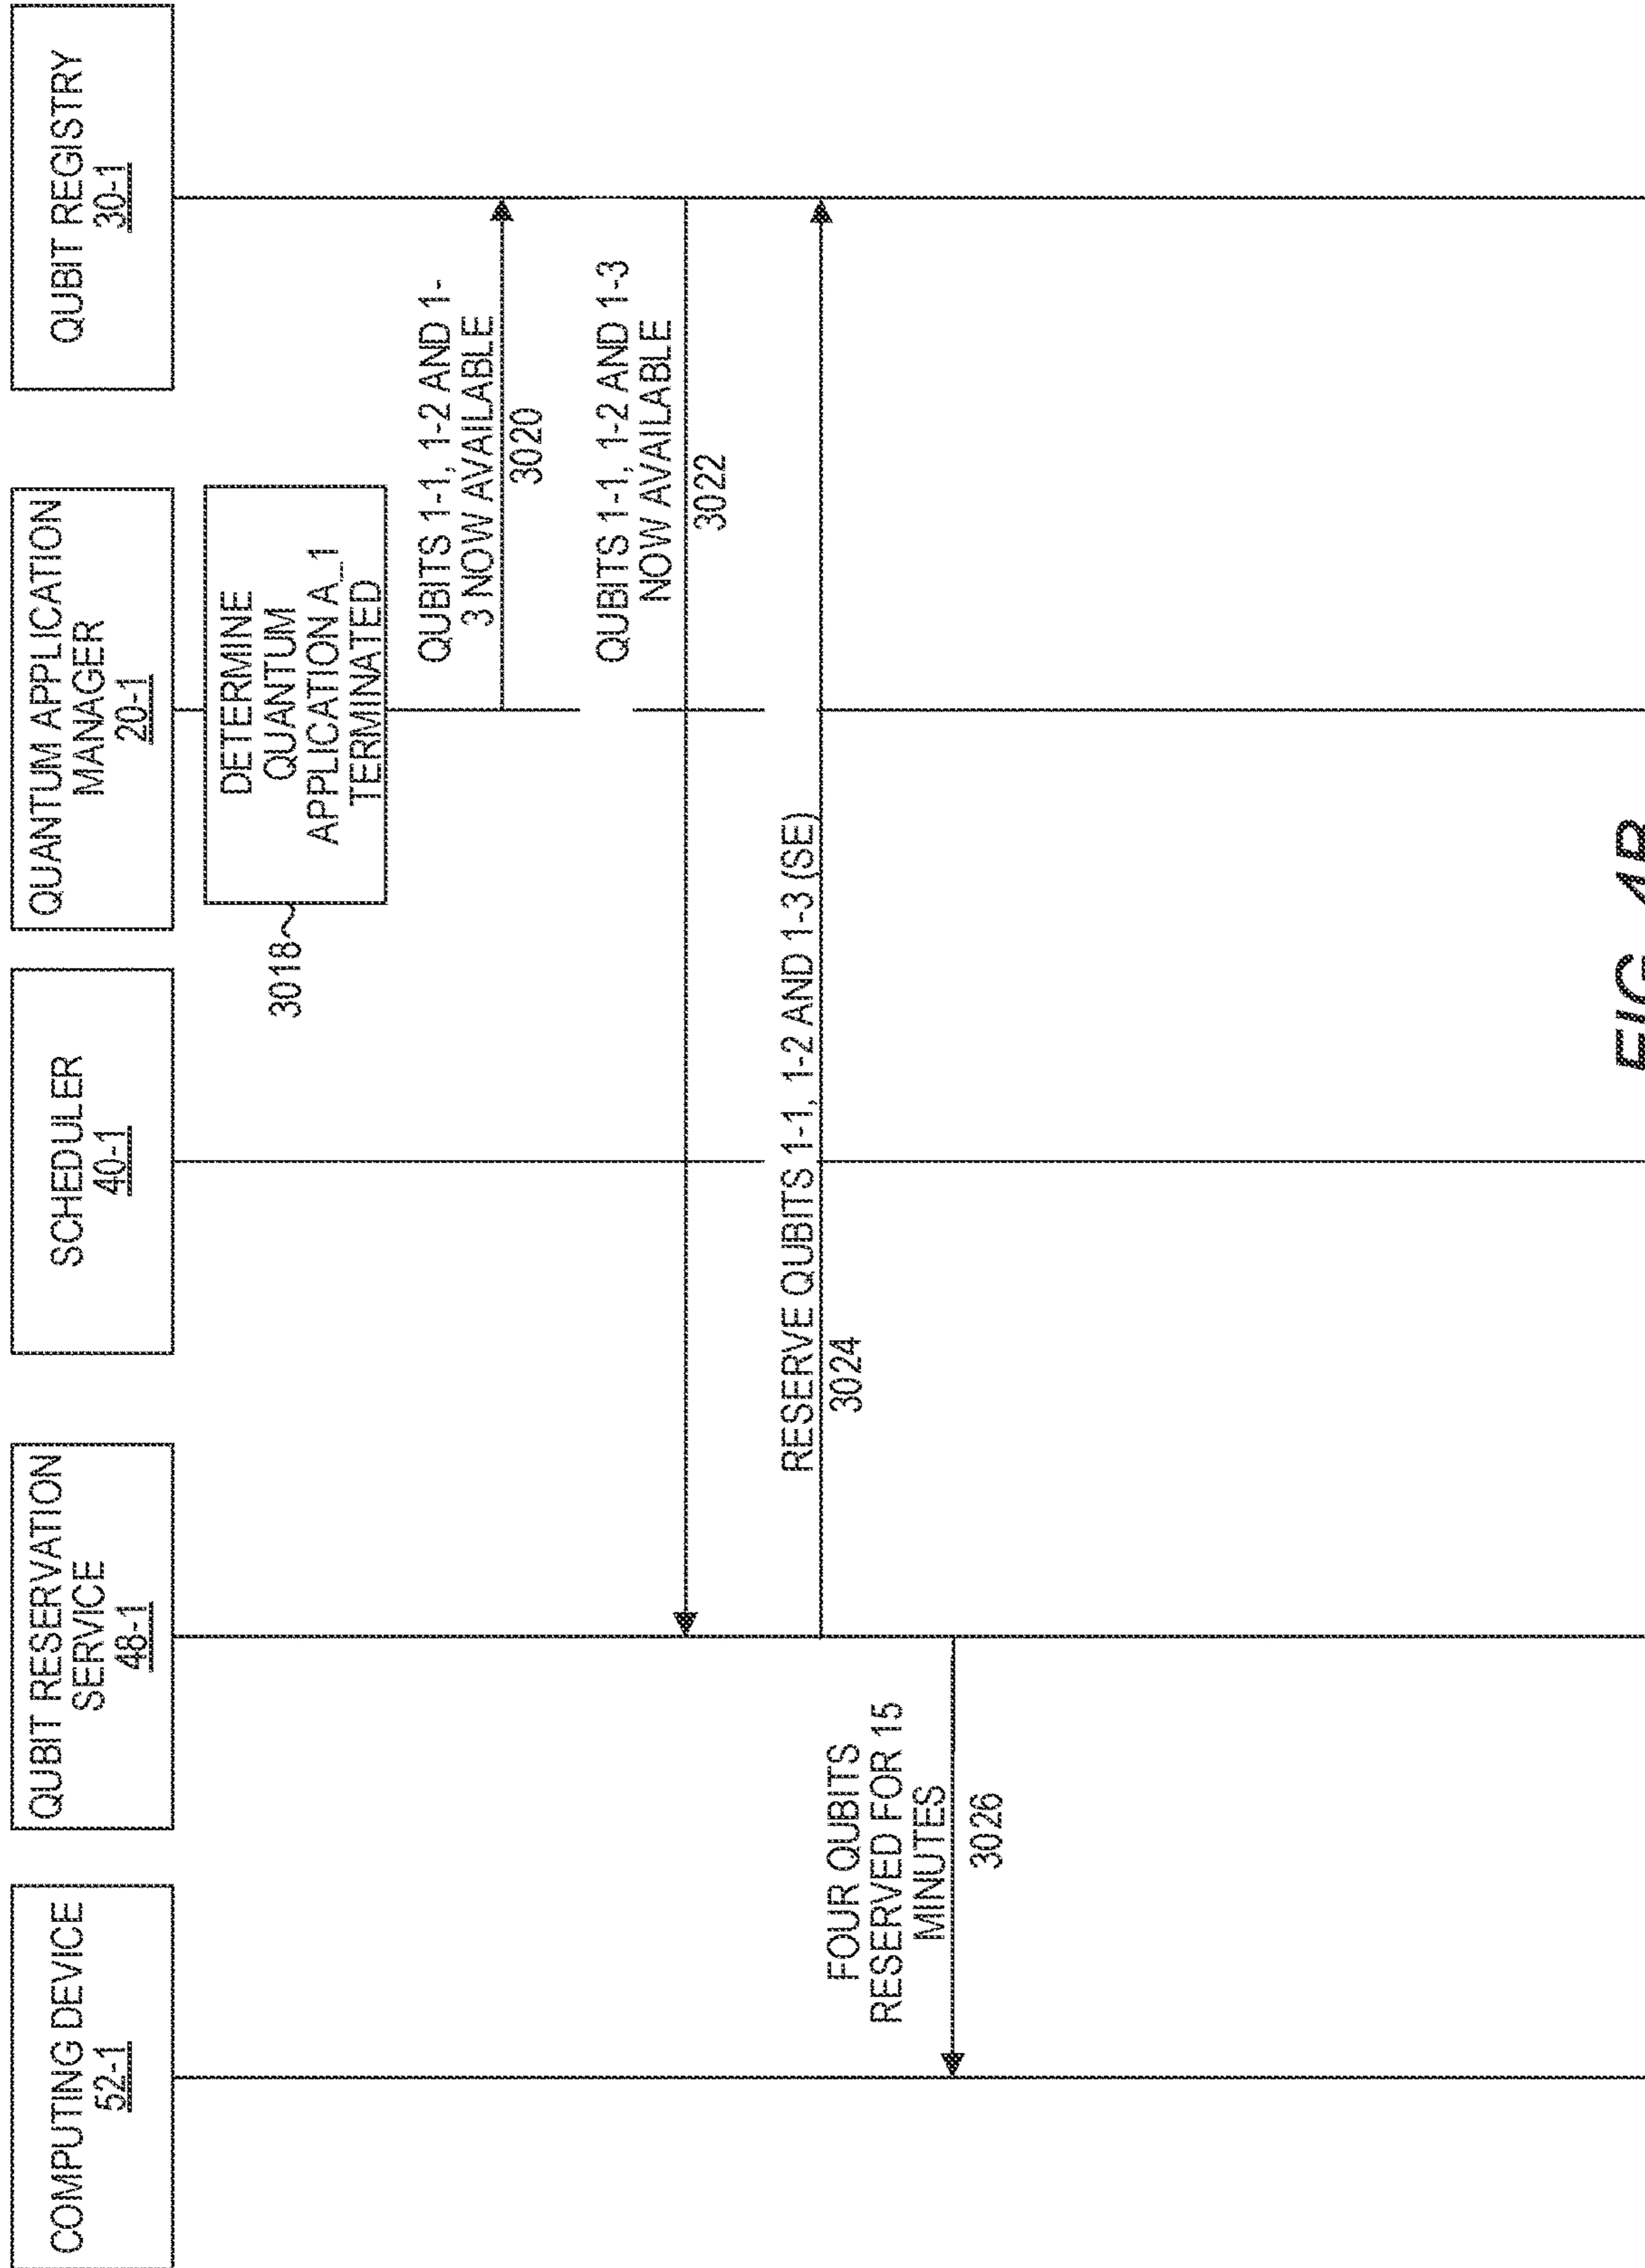 COMPUTING DEVICE
52-1
QUBIT RESERVATION
SERVICE
48-1
SCHEDULER
40-1
QUANTUM APPLICATION
MANAGER
20-1
QUBIT REGISTRY
30-1
3018
DETERMINE
QUANTUM
APPLICATION A_1
TERMINATED
QUBITS 1-1, 1-2 AND 1-
3 NOW AVAILABLE
3020
QUBITS 1-1, 1-2 AND 1-3
NOW AVAILABLE
3022
RESERVE QUBITS 1-1, 1-2 AND 1-3 (SE)
3024
FOUR QUBITS
RESERVED FOR 15
MINUTES
3026
FIG. 4B